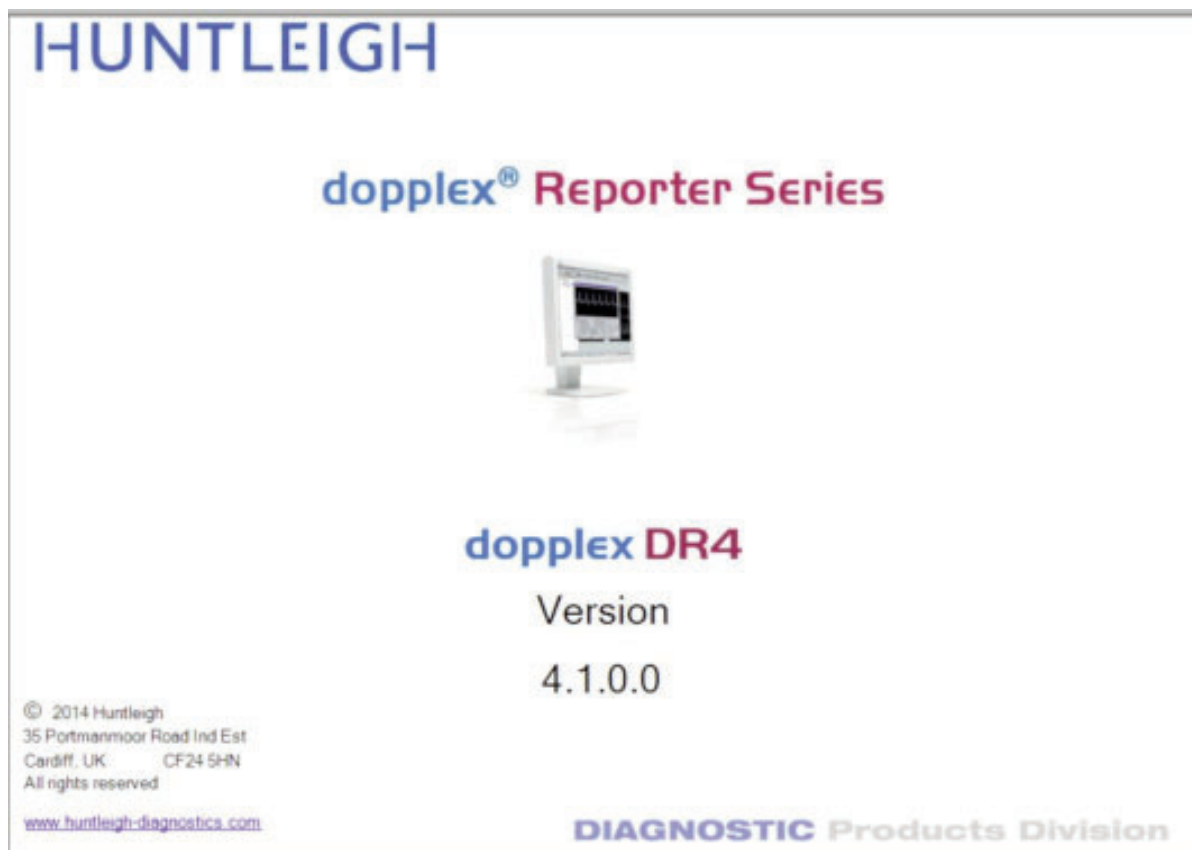 HUNTLEIGH
dopplex® Reporter Series
dopplex DR4
Version
4.1.0.0
© 2014 Huntleigh
35 Portmanmoor Road Ind Est
Cardiff, UK CF24 5HN
All rights reserved
www.huntleigh-diagnostics.com
DIAGNOSTIC Products Division